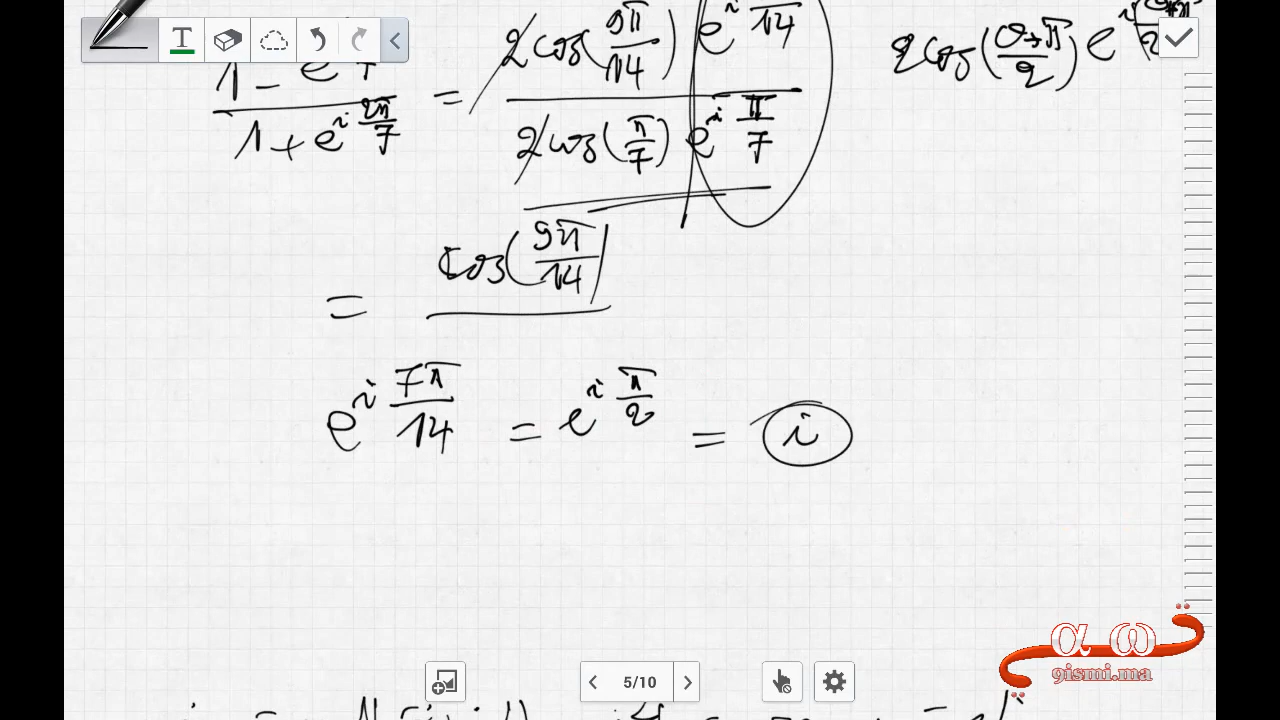 T
2cos(9π/14) e^{i 9π/14}
2cos((θ+π)/2) e^i
1 - e
= 
1 + e^{i 2π/7}
2cos(π/7) e^{i π/7}
= cos(9π/14)
e^{i 7π/14} = e^{i π/2} = i
α ω
gismi.ma
5/10